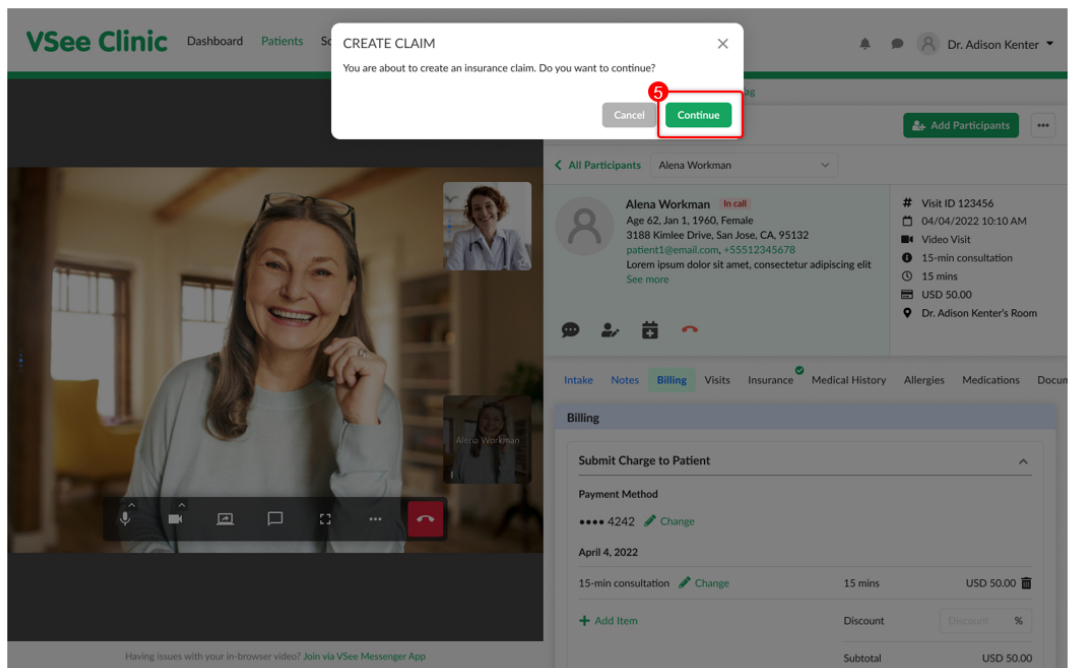 VSee Clinic
Dashboard
Patients
Sc
CREATE CLAIM
You are about to create an insurance claim. Do you want to continue?
5
Cancel
Continue
Dr. Adison Kenter
Add Participants
All Participants
Alena Workman
Alena Workman In call
Age 62, Jan 1, 1960, Female
3188 Kimlee Drive, San Jose, CA, 95132
patient1@email.com, +55512345678
Lorem ipsum dolor sit amet, consectetur adipiscing elit
See more
# Visit ID 123456
04/04/2022 10:10 AM
Video Visit
15-min consultation
15 mins
USD 50.00
Dr. Adison Kenter's Room
Alena Workman
Intake Notes Billing Visits Insurance Medical History Allergies Medications Docum
Billing
Submit Charge to Patient
Payment Method
•••• 4242 Change
April 4, 2022
15-min consultation Change 15 mins USD 50.00
+ Add Item Discount Discount %
Subtotal USD 50.00
Having issues with your in-browser video? Join via VSee Messenger App